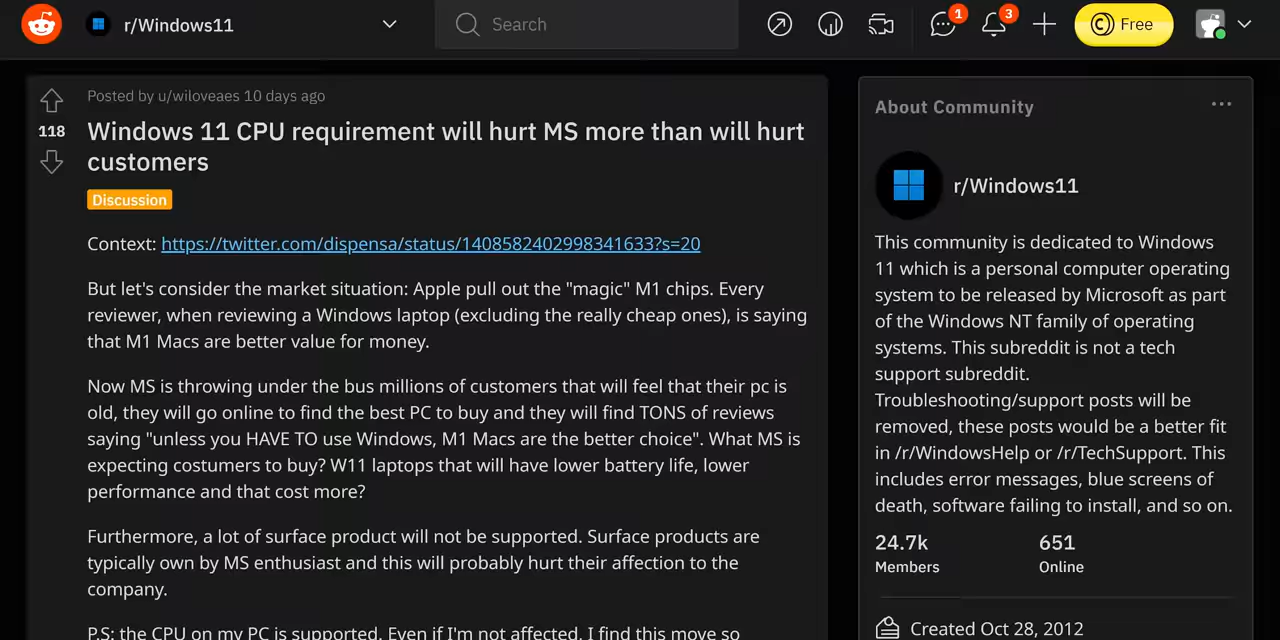 r/Windows11
Search
1
3
Free
Posted by u/wiloveaes 10 days ago
118
Windows 11 CPU requirement will hurt MS more than will hurt
customers
Discussion
Context: https://twitter.com/dispensa/status/1408582402998341633?s=20
But let's consider the market situation: Apple pull out the "magic" M1 chips. Every
reviewer, when reviewing a Windows laptop (excluding the really cheap ones), is saying
that M1 Macs are better value for money.
Now MS is throwing under the bus millions of customers that will feel that their pc is
old, they will go online to find the best PC to buy and they will find TONS of reviews
saying "unless you HAVE TO use Windows, M1 Macs are the better choice". What MS is
expecting costumers to buy? W11 laptops that will have lower battery life, lower
performance and that cost more?
Furthermore, a lot of surface product will not be supported. Surface products are
typically own by MS enthusiast and this will probably hurt their affection to the
company.
P.S: the CPU on my PC is supported. Even if I'm not affected, I find this move so
About Community
r/Windows11
This community is dedicated to Windows
11 which is a personal computer operating
system to be released by Microsoft as part
of the Windows NT family of operating
systems. This subreddit is not a tech
support subreddit.
Troubleshooting/support posts will be
removed, these posts would be a better fit
in /r/WindowsHelp or /r/TechSupport. This
includes error messages, blue screens of
death, software failing to install, and so on.
24.7k
Members
651
Online
Created Oct 28, 2012